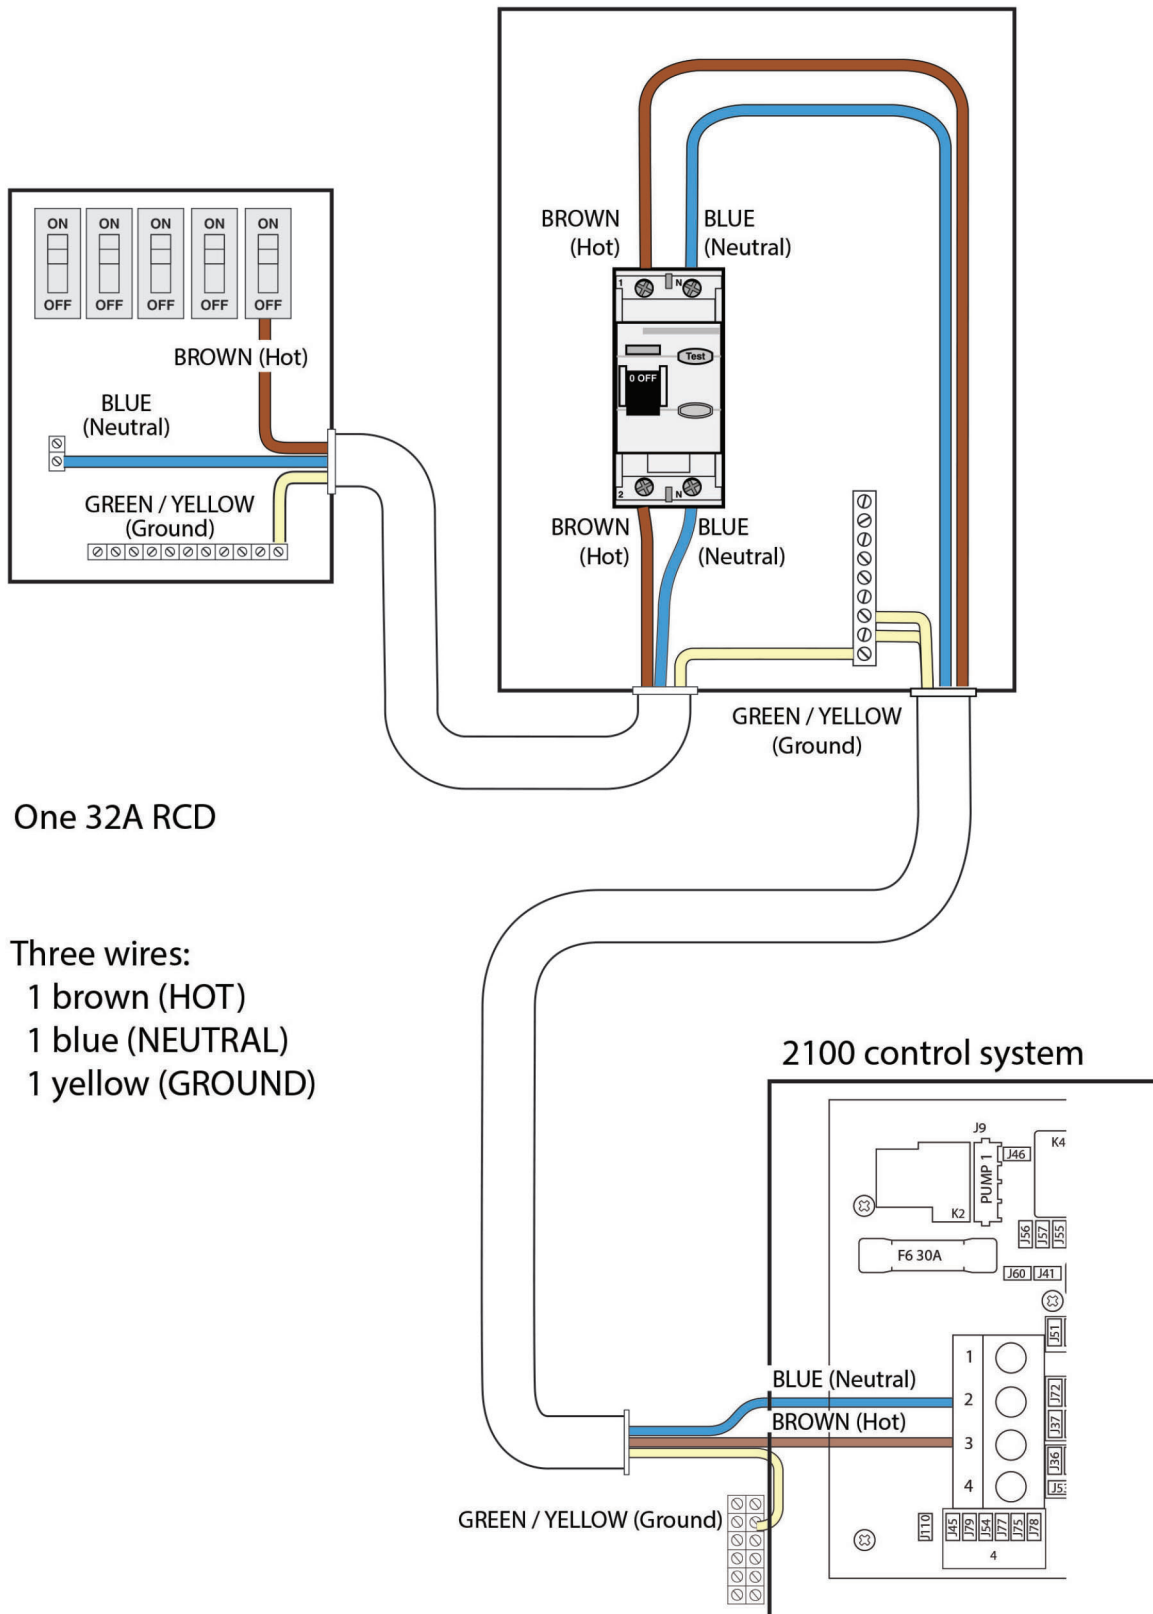 ON
ON
ON
ON
ON
OFF
OFF
OFF
OFF
OFF
BROWN (Hot)
BLUE
(Neutral)
GREEN / YELLOW
(Ground)
BROWN
(Hot)
BLUE
(Neutral)
1
N
Test
0 OFF
2
N
BROWN
(Hot)
BLUE
(Neutral)
GREEN / YELLOW
(Ground)
One 32A RCD
Three wires:
1 brown (HOT)
1 blue (NEUTRAL)
1 yellow (GROUND)
2100 control system
J9
PUMP 1
J46
K4
K2
J56
J57
J55
F6 30A
J60
J41
J51
1
2
3
4
J72
J37
J36
BLUE (Neutral)
BROWN (Hot)
GREEN / YELLOW (Ground)
J110
J45
J79
J54
J77
J75
J78
4